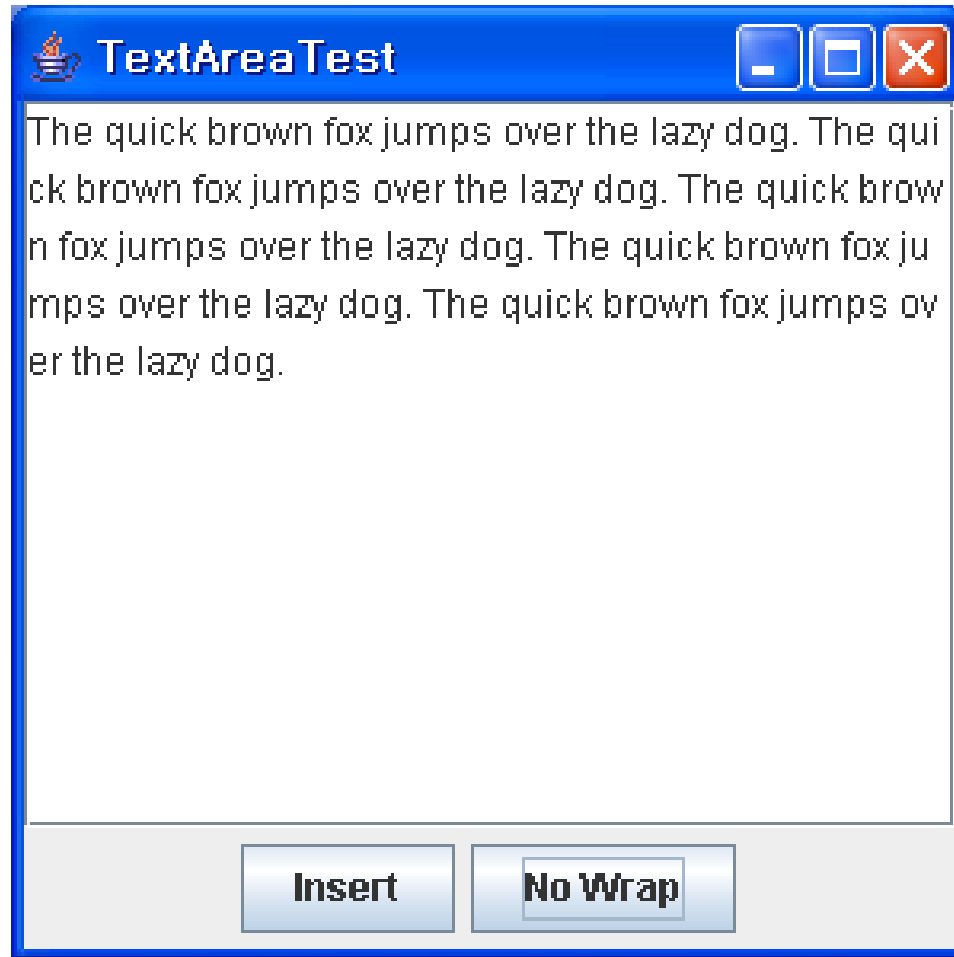 TextAreaTest
The quick brown fox jumps over the lazy dog. The qui
ck brown fox jumps over the lazy dog. The quick brow
n fox jumps over the lazy dog. The quick brown fox ju
mps over the lazy dog. The quick brown fox jumps ov
er the lazy dog.
Insert No Wrap